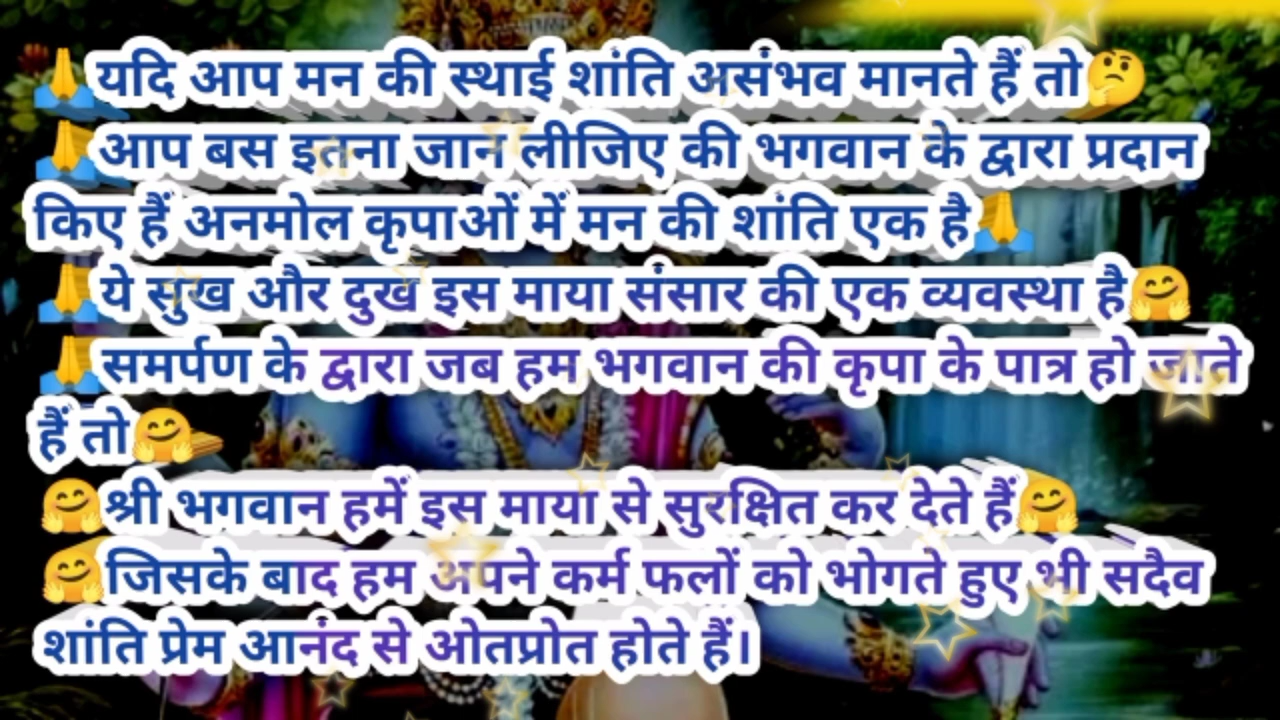 🙏यदि आप मन की स्थाई शांति असंभव मानते हैं तो🤔
🙏आप बस इतना जान लीजिए की भगवान के द्वारा प्रदान
किए हैं अनमोल कृपाओं में मन की शांति एक है🙏
🙏ये सुख और दुख इस माया संसार की एक व्यवस्था है🤗
🙏समर्पण के द्वारा जब हम भगवान की कृपा के पात्र हो जाते
हैं तो🤗
🤗श्री भगवान हमें इस माया से सुरक्षित कर देते हैं🤗
🤗जिसके बाद हम अपने कर्म फलों को भोगते हुए भी सदैव
शांति प्रेम आनंद से ओतप्रोत होते हैं।